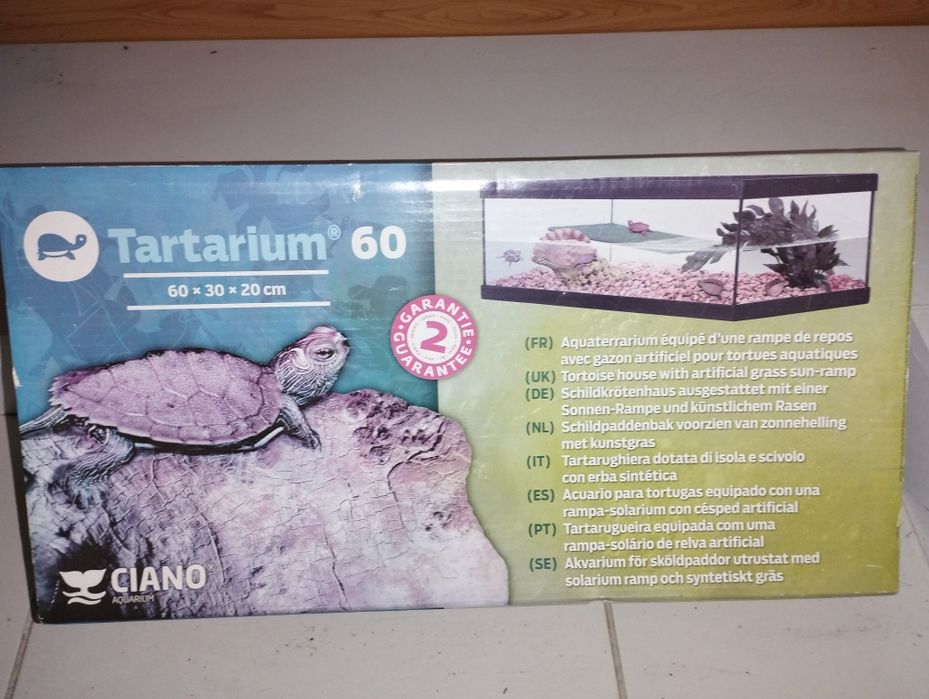 Tartarium® 60
60 × 30 × 20 cm
GARANTIE
2
GUARANTEE
(FR) Aquaterrarium équipé d'une rampe de repos
avec gazon artificiel pour tortues aquatiques
(UK) Tortoise house with artificial grass sun-ramp
(DE) Schildkrötenhaus ausgestattet mit einer
Sonnen-Rampe und künstlichem Rasen
(NL) Schildpaddenbak voorzien van zonnehelling
met kunstgras
(IT) Tartarughiera dotata di isola e scivolo
con erba sintética
(ES) Acuario para tortugas equipado con una
rampa-solarium con césped artificial
(PT) Tartarugueira equipada com uma
rampa-solário de relva artificial
(SE) Akvarium för sköldpaddor utrustat med
solarium ramp och syntetiskt gräs
CIANO®
AQUARIUM